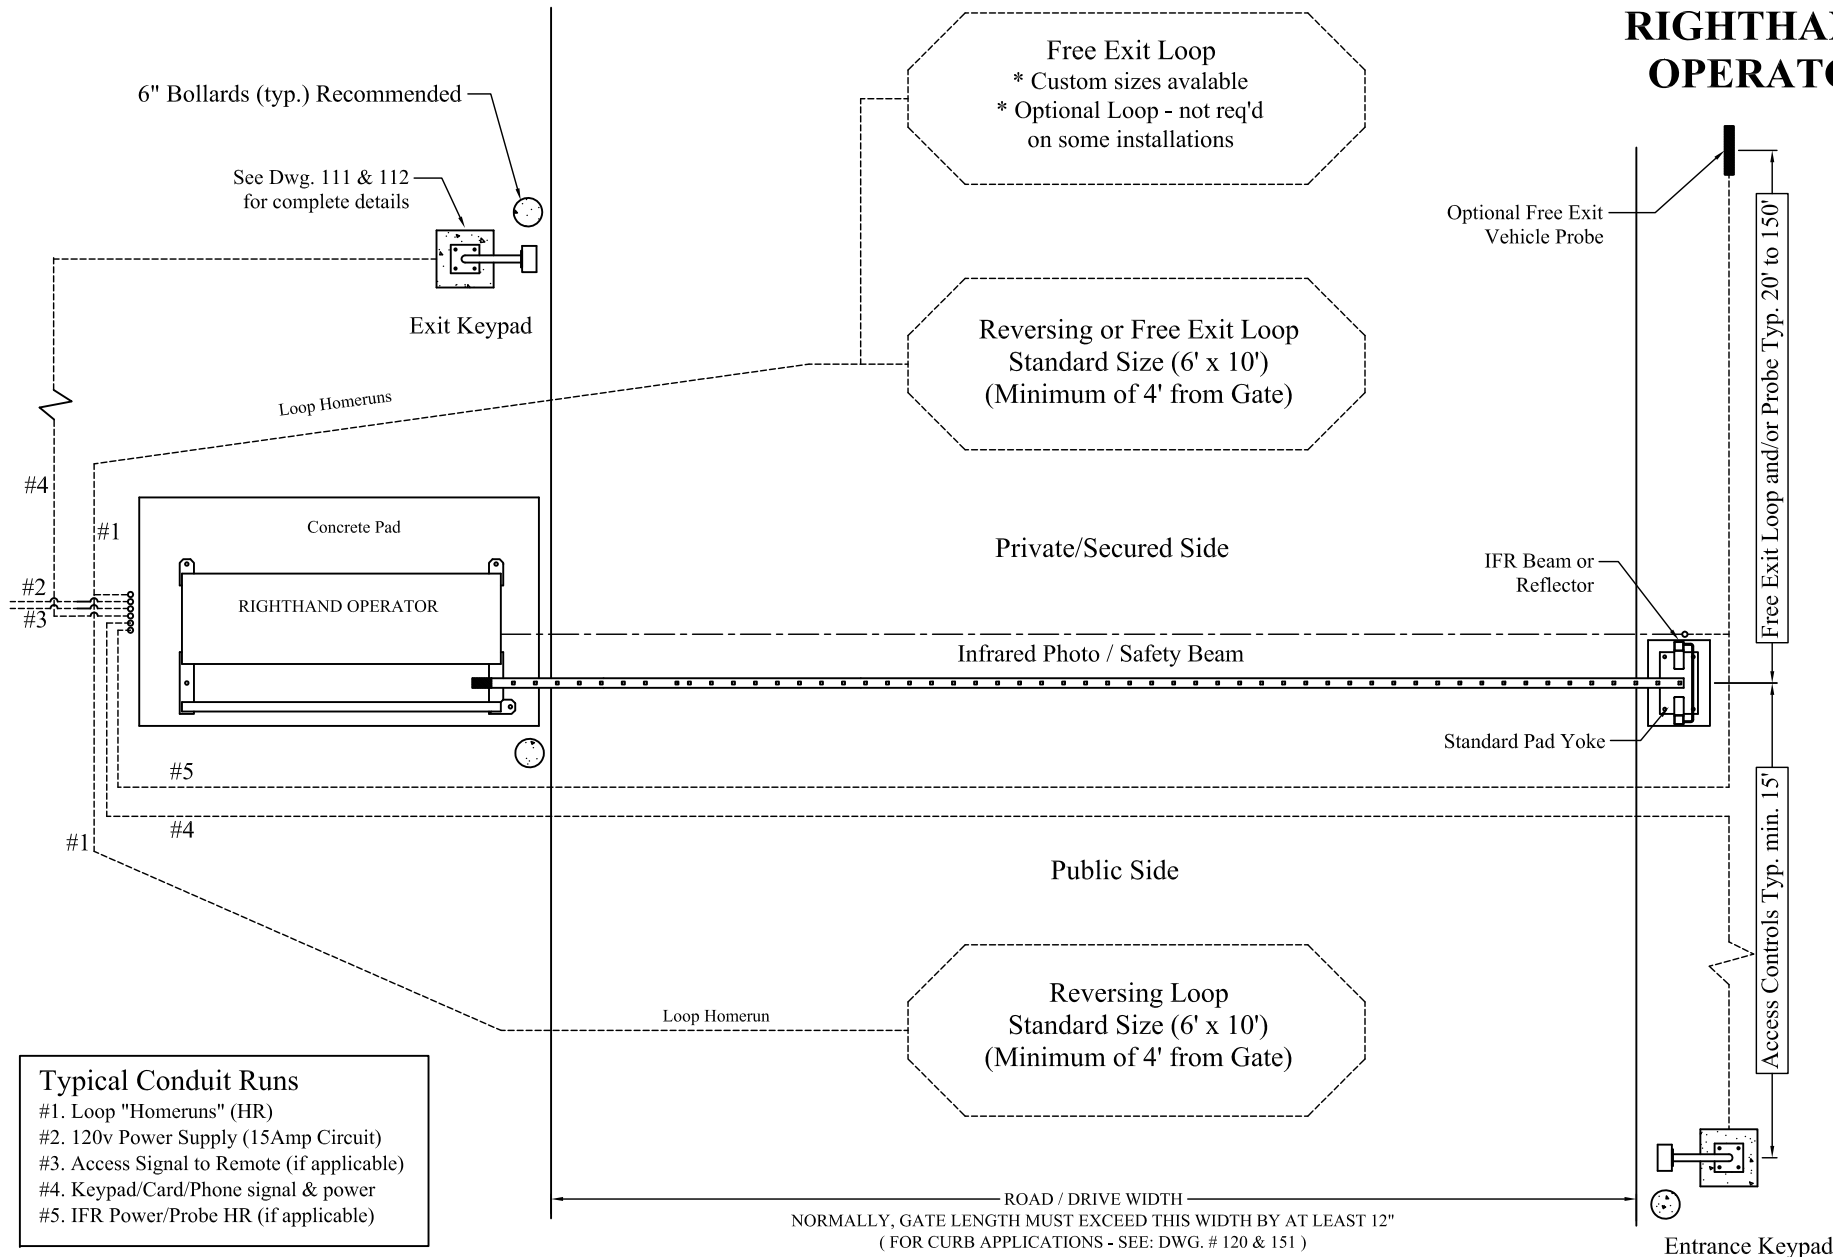 RIGHTHAN
OPERATO
Free Exit Loop
* Custom sizes avalable
* Optional Loop - not req'd
on some installations
6" Bollards (typ.) Recommended
See Dwg. 111 & 112
for complete details
Optional Free Exit
Vehicle Probe
Free Exit Loop and/or Probe Typ. 20' to 150'
Exit Keypad
Reversing or Free Exit Loop
Standard Size (6' x 10')
(Minimum of 4' from Gate)
Loop Homeruns
#4
#1
Concrete Pad
Private/Secured Side
IFR Beam or
Reflector
#2
#3
RIGHTHAND OPERATOR
Infrared Photo / Safety Beam
Standard Pad Yoke
#5
#4
#1
Public Side
Access Controls Typ. min. 15'
Reversing Loop
Standard Size (6' x 10')
(Minimum of 4' from Gate)
Loop Homerun
Typical Conduit Runs
#1. Loop "Homeruns" (HR)
#2. 120v Power Supply (15Amp Circuit)
#3. Access Signal to Remote (if applicable)
#4. Keypad/Card/Phone signal & power
#5. IFR Power/Probe HR (if applicable)
ROAD / DRIVE WIDTH
NORMALLY, GATE LENGTH MUST EXCEED THIS WIDTH BY AT LEAST 12"
( FOR CURB APPLICATIONS - SEE: DWG. # 120 & 151 )
Entrance Keypad